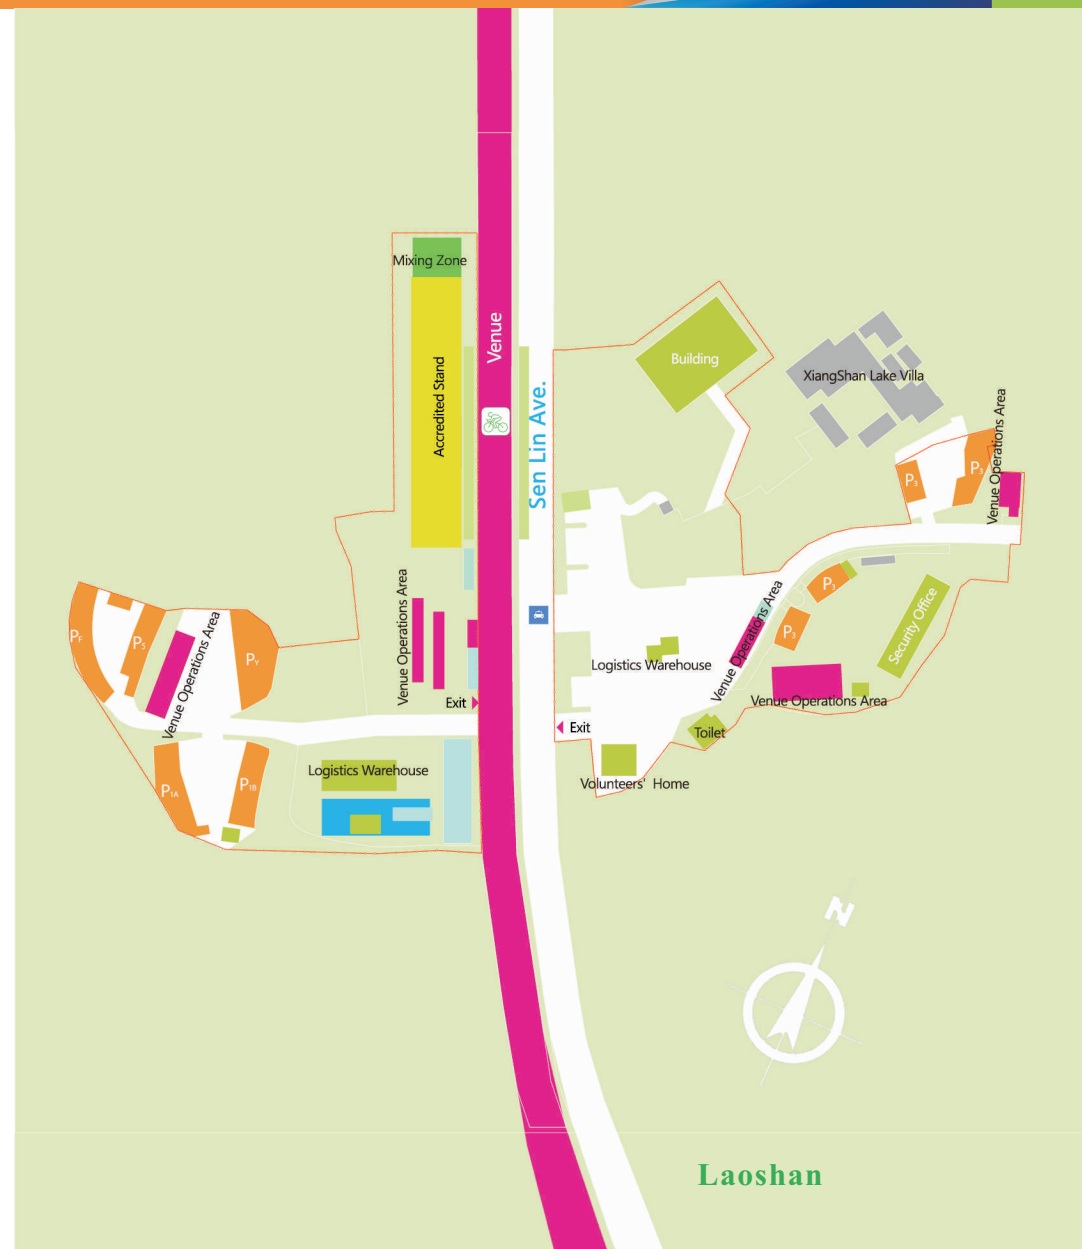 Mixing Zone
Venue
Accredited Stand
Sen Lin Ave.
Building
XiangShan Lake Villa
Venue Operations Area
P3
P3
P3
P3
Security Office
Venue Operations Area
Venue Operations Area
Logistics Warehouse
Toilet
Exit
Volunteers' Home
Venue Operations Area
Exit
PF
P5
Venue Operations Area
PY
P1A
P1B
Logistics Warehouse
N
Laoshan